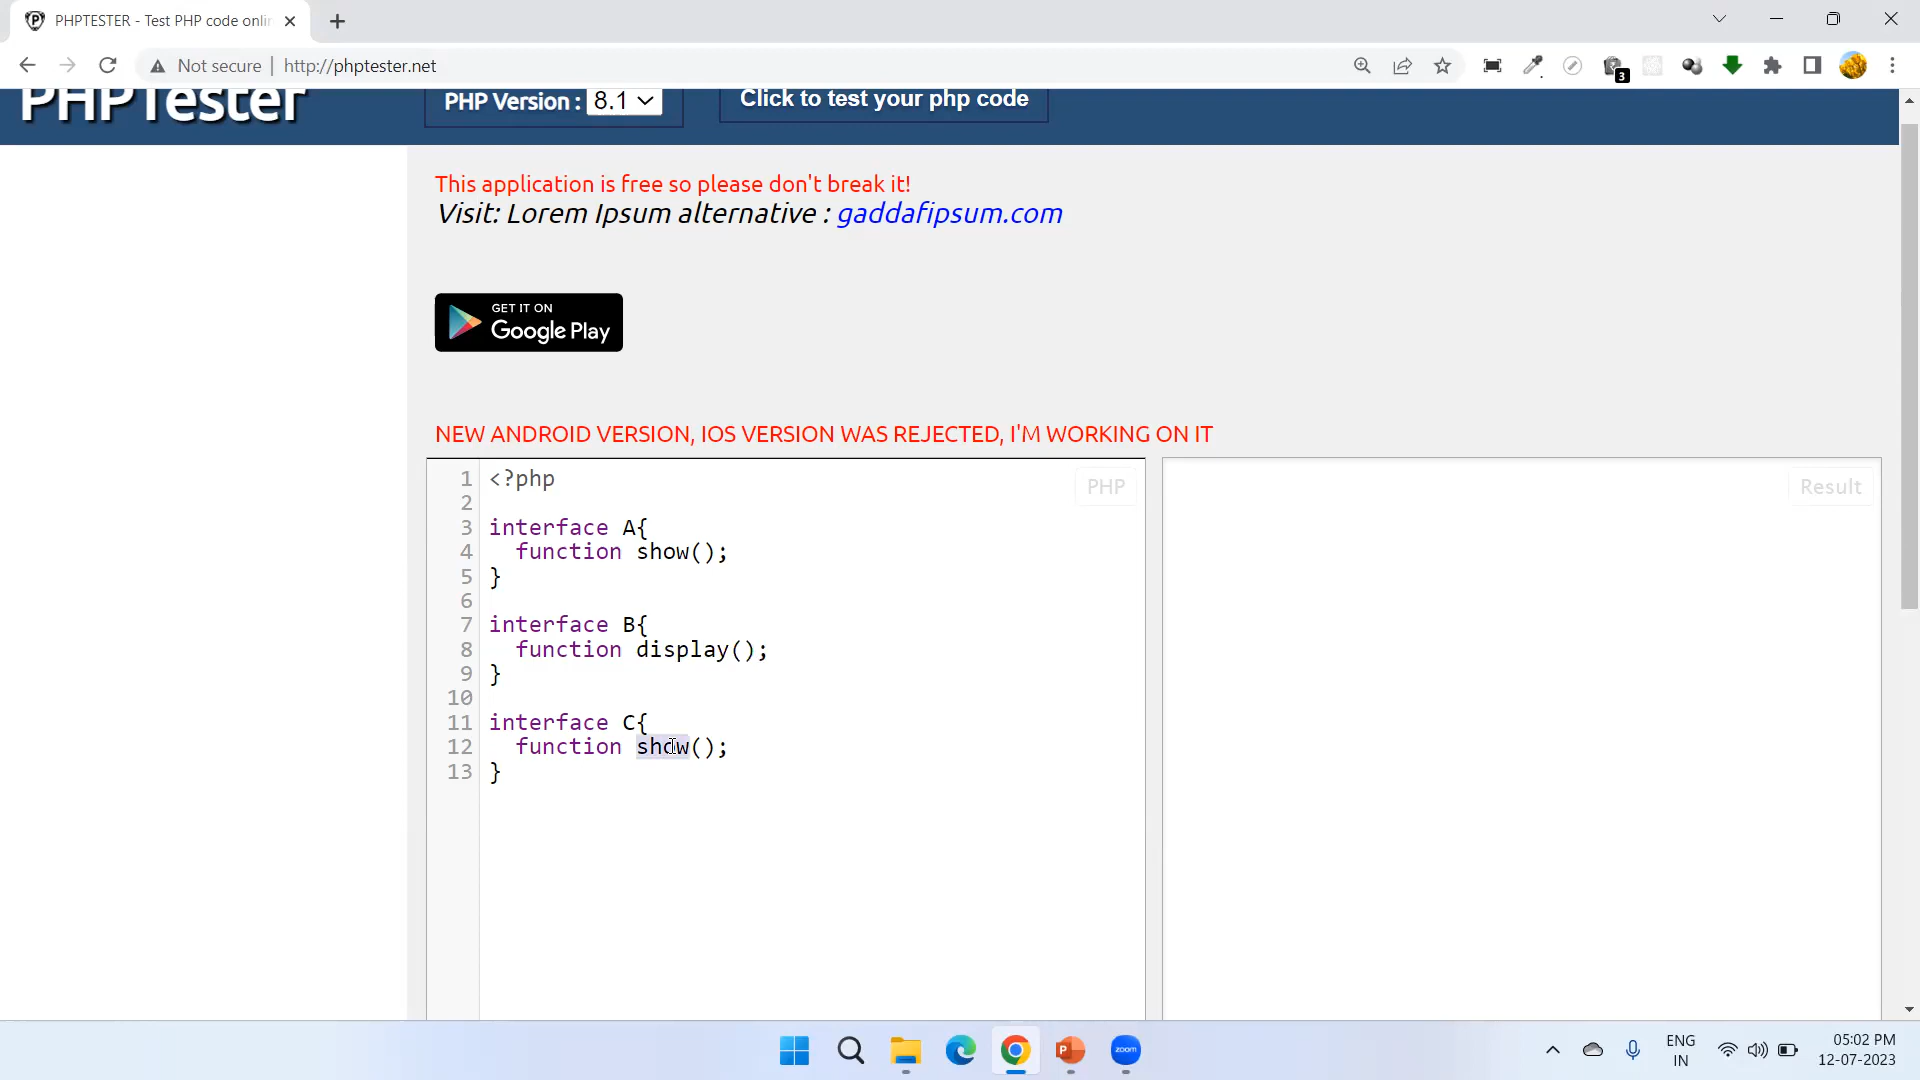 PHPTESTER - Test PHP code onlin
Not secure | http://phptester.net
3
PHPTester
PHP Version : 8.1
Click to test your php code
This application is free so please don't break it!
Visit: Lorem Ipsum alternative : gaddafipsum.com
GET IT ON
Google Play
NEW ANDROID VERSION, IOS VERSION WAS REJECTED, I'M WORKING ON IT
PHP
Result
1 <?php
2
3 interface A{
4 function show();
5 }
6
7 interface B{
8 function display();
9 }
10
11 interface C{
12 function show();
13 }
P
zoom
ENG
IN
05:02 PM
12-07-2023